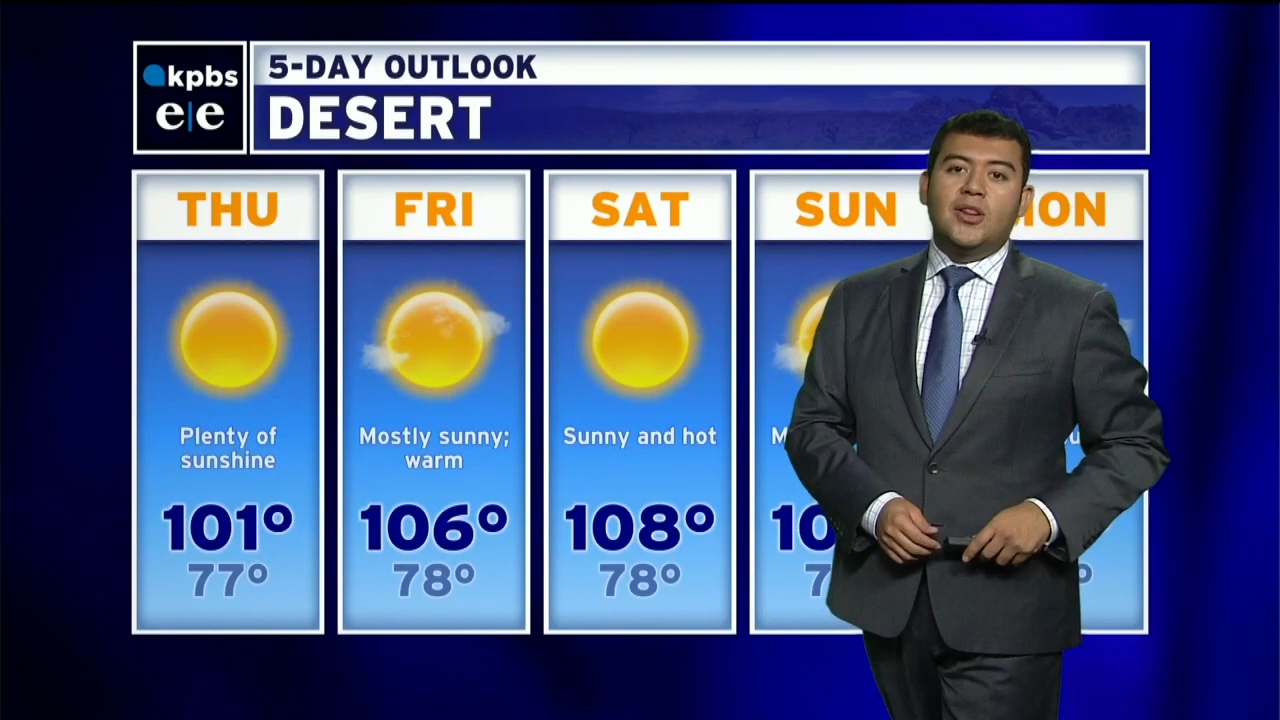 kpbs
e|e
5-DAY OUTLOOK
DESERT
THU
FRI
SAT
SUN
Plenty of
sunshine
Mostly sunny;
warm
Sunny and hot
101°
106°
108°
77°
78°
78°